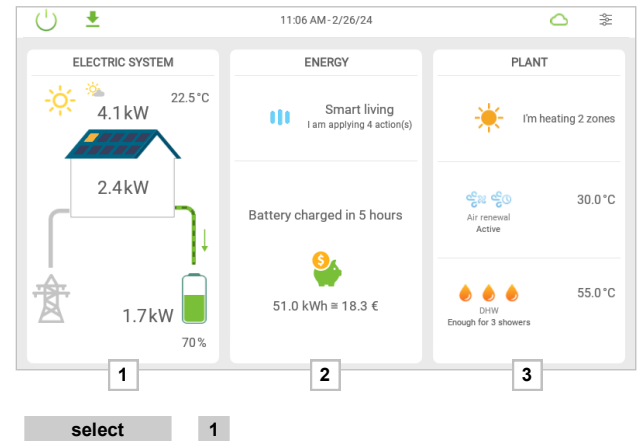 11:06 AM - 2/26/24
ELECTRIC SYSTEM
22.5°C
4.1kW
2.4kW
1.7kW
70%
1
ENERGY
Smart living
I am applying 4 action(s)
Battery charged in 5 hours
$
51.0 kWh ≅ 18.3 €
2
PLANT
I'm heating 2 zones
30.0°C
Air renewal
Active
55.0°C
DHW
Enough for 3 showers
3
select 1